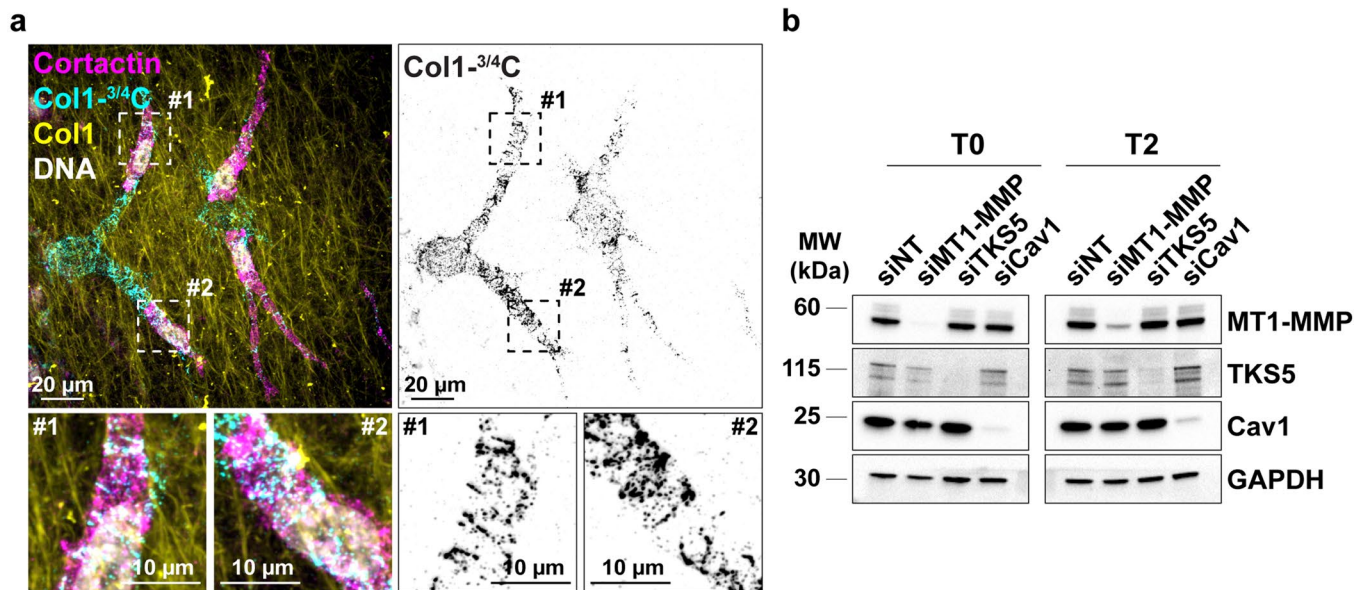 a
Cortactin
Col1-³/⁴C
Col1
DNA
#1
#2
20 µm
Col1-³/⁴C
#1
#2
20 µm
#1
10 µm
#2
10 µm
#1
10 µm
#2
10 µm
b
T0
T2
MW
(kDa)
siNT
siMT1-MMP
siTKS5
siCav1
siNT
siMT1-MMP
siTKS5
siCav1
60
MT1-MMP
115
TKS5
25
Cav1
30
GAPDH